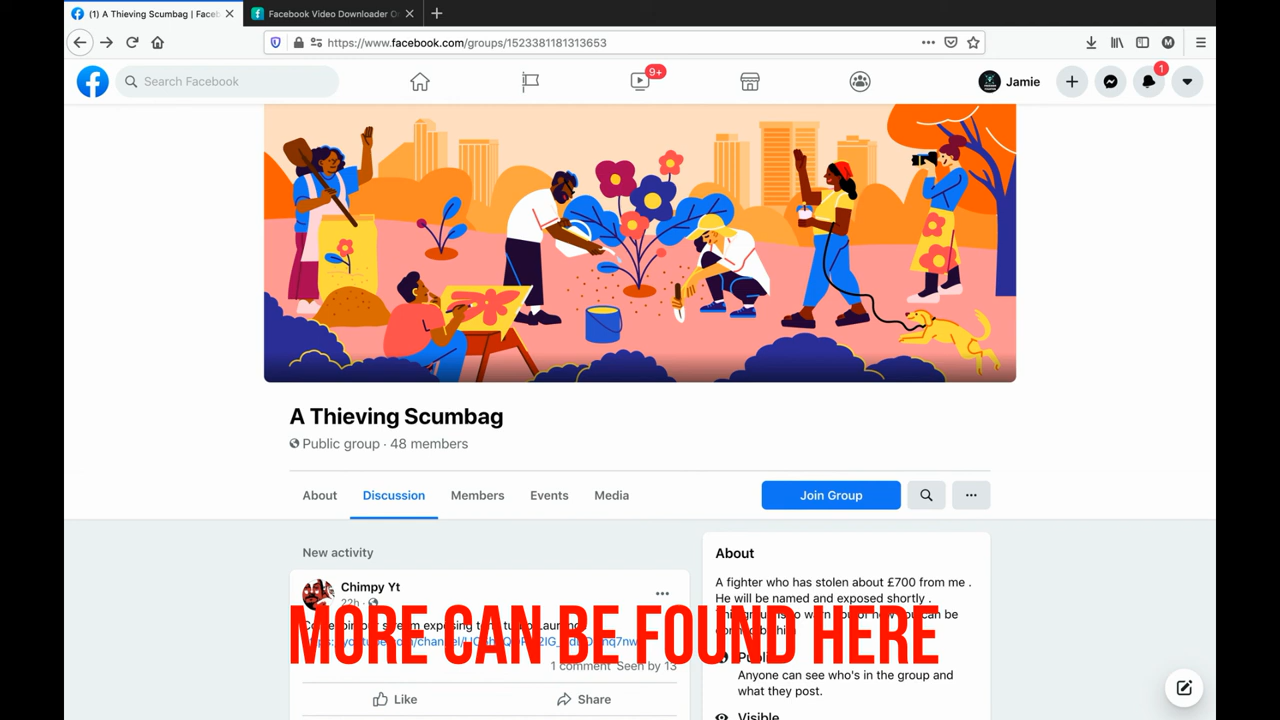 (1) A Thieving Scumbag | Faceb
Facebook Video Downloader O
https://www.facebook.com/groups/1523381181313653
Search Facebook
9+
Jamie
1
A Thieving Scumbag
Public group · 48 members
About
Discussion
Members
Events
Media
Join Group
New activity
Chimpy Yt
22h
MORE CAN BE FOUND HERE
1 comment Seen by 13
Like
Share
About
A fighter who has stolen about £700 from me .
He will be named and exposed shortly .
Anyone can see who's in the group and
what they post.
Visible